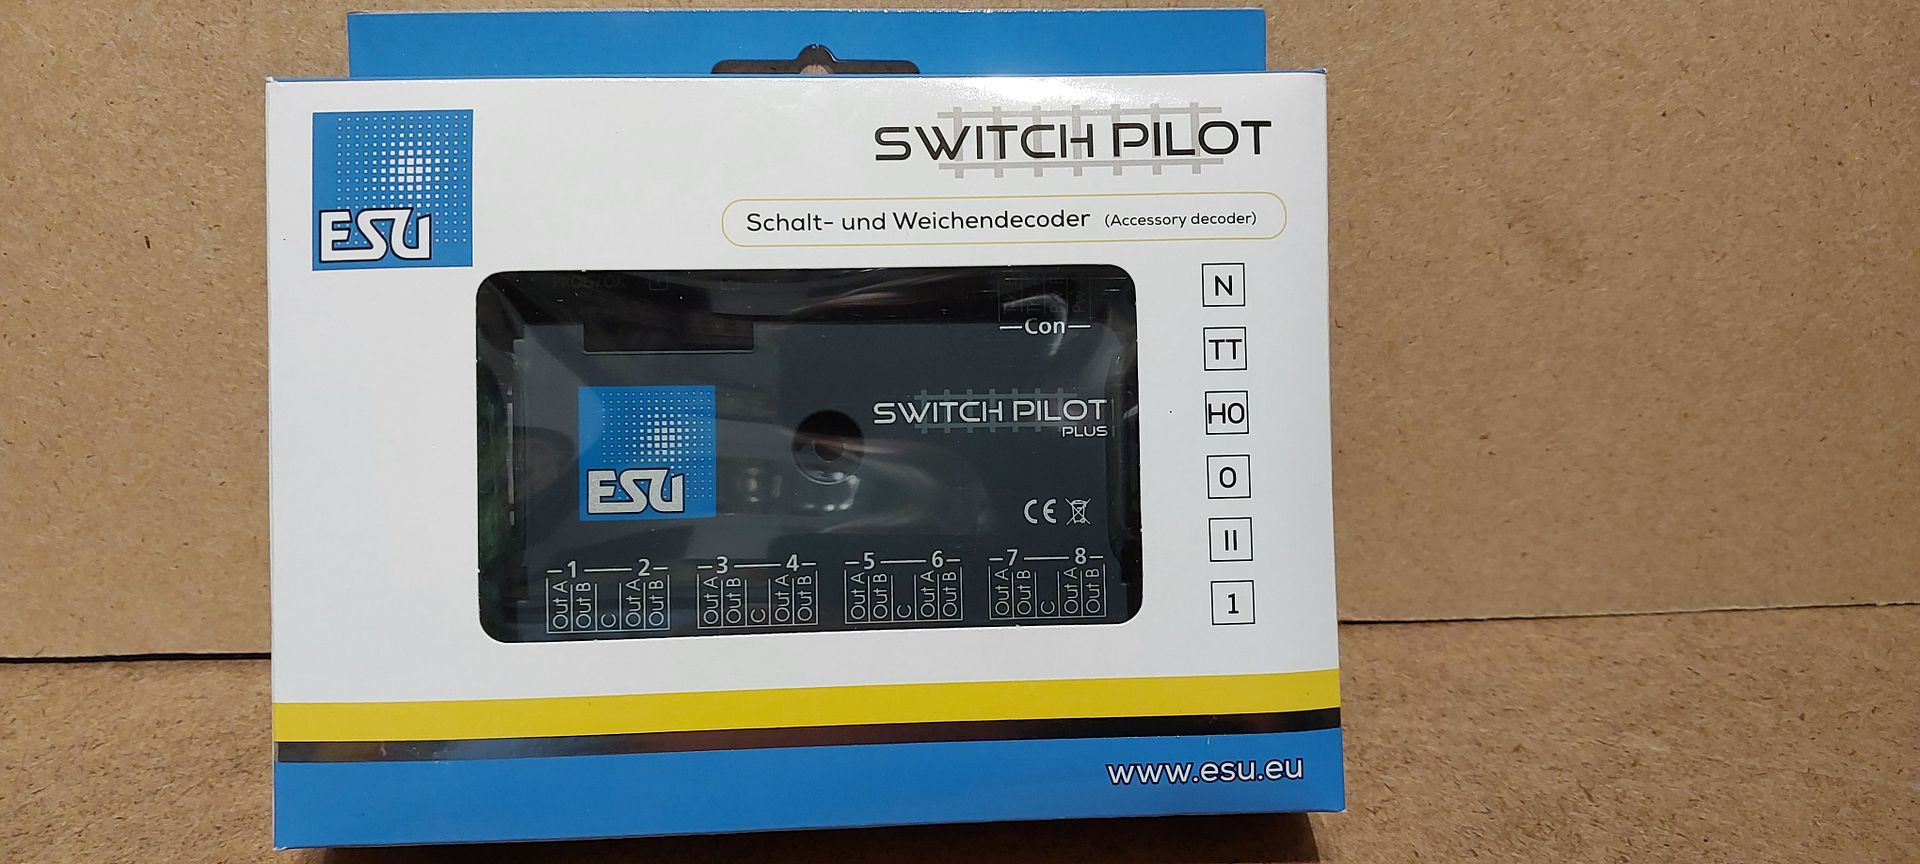 ESU
SWITCH PILOT
Schalt- und Weichendecoder (Accessory decoder)
N
TT
H0
0
II
1
Con
ESU
SWITCH PILOT
PLUS
CE
1 2 3 4 5 6 7 8
Out A Out B C Out A Out B Out A Out B C Out A Out B Out A Out B C Out A Out B Out A Out B C Out A Out B
www.esu.eu